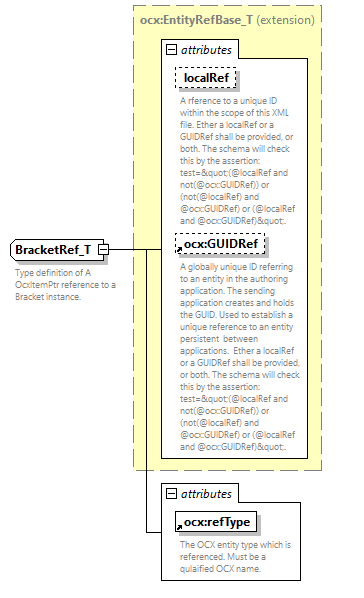 ocx:EntityRefBase_T (extension)
attributes
localRef
A rference to a unique ID
within the scope of this XML
file. Ether a localRef or a
GUIDRef shall be provided, or
both. The schema will check
this by the assertion:
test=&quot;(@localRef and
not(@ocx:GUIDRef)) or
(not(@localRef) and
@ocx:GUIDRef) or (@localRef
and @ocx:GUIDRef)&quot;.
ocx:GUIDRef
A globally unique ID referring
to an entity in the authoring
application. The sending
application creates and holds
the GUID. Used to establish a
unique reference to an entity
persistent  between
applications.  Ether a localRef
or a GUIDRef shall be provided,
or both. The schema will check
this by the assertion:
test=&quot;(@localRef and
not(@ocx:GUIDRef)) or
(not(@localRef) and
@ocx:GUIDRef) or (@localRef
and @ocx:GUIDRef)&quot;.
BracketRef_T
Type definition of A
OcxItemPtr reference to a
Bracket instance.
attributes
ocx:refType
The OCX entity type which is
referenced. Must be a
qulaified OCX name.